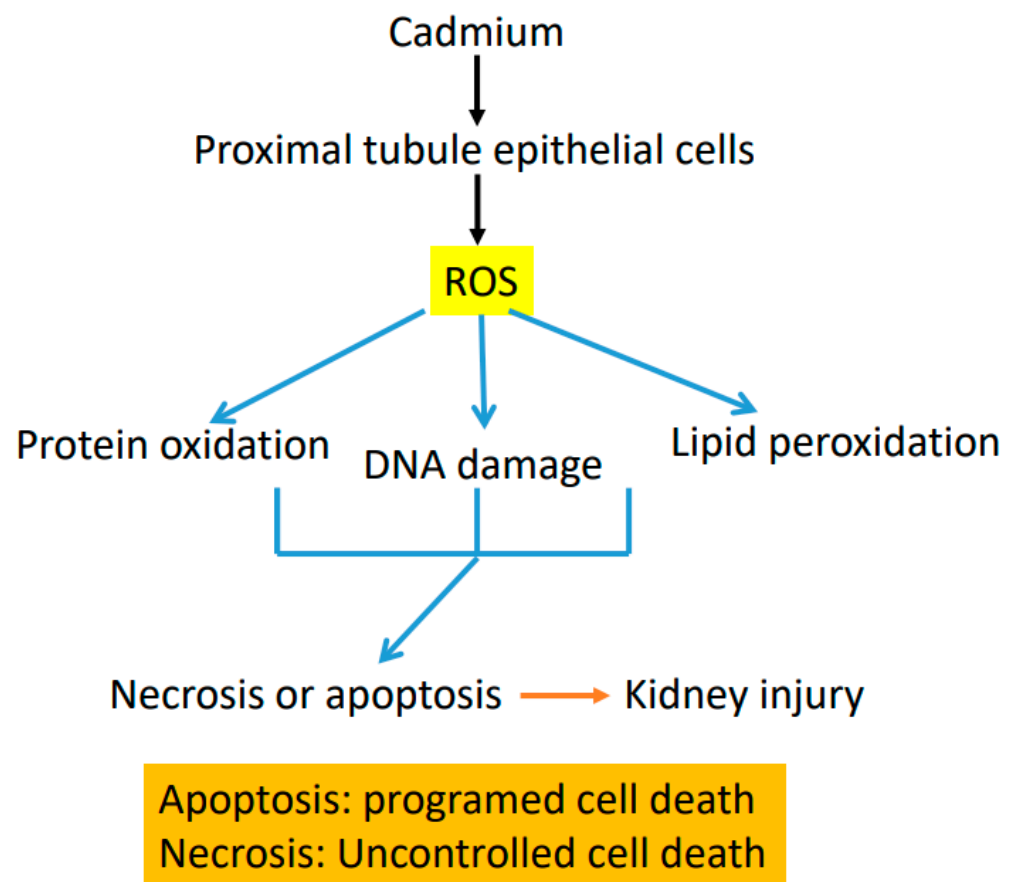 Cadmium
Proximal tubule epithelial cells
ROS
Protein oxidation
DNA damage
Lipid peroxidation
Necrosis or apoptosis
Kidney injury
Apoptosis: programed cell death
Necrosis: Uncontrolled cell death